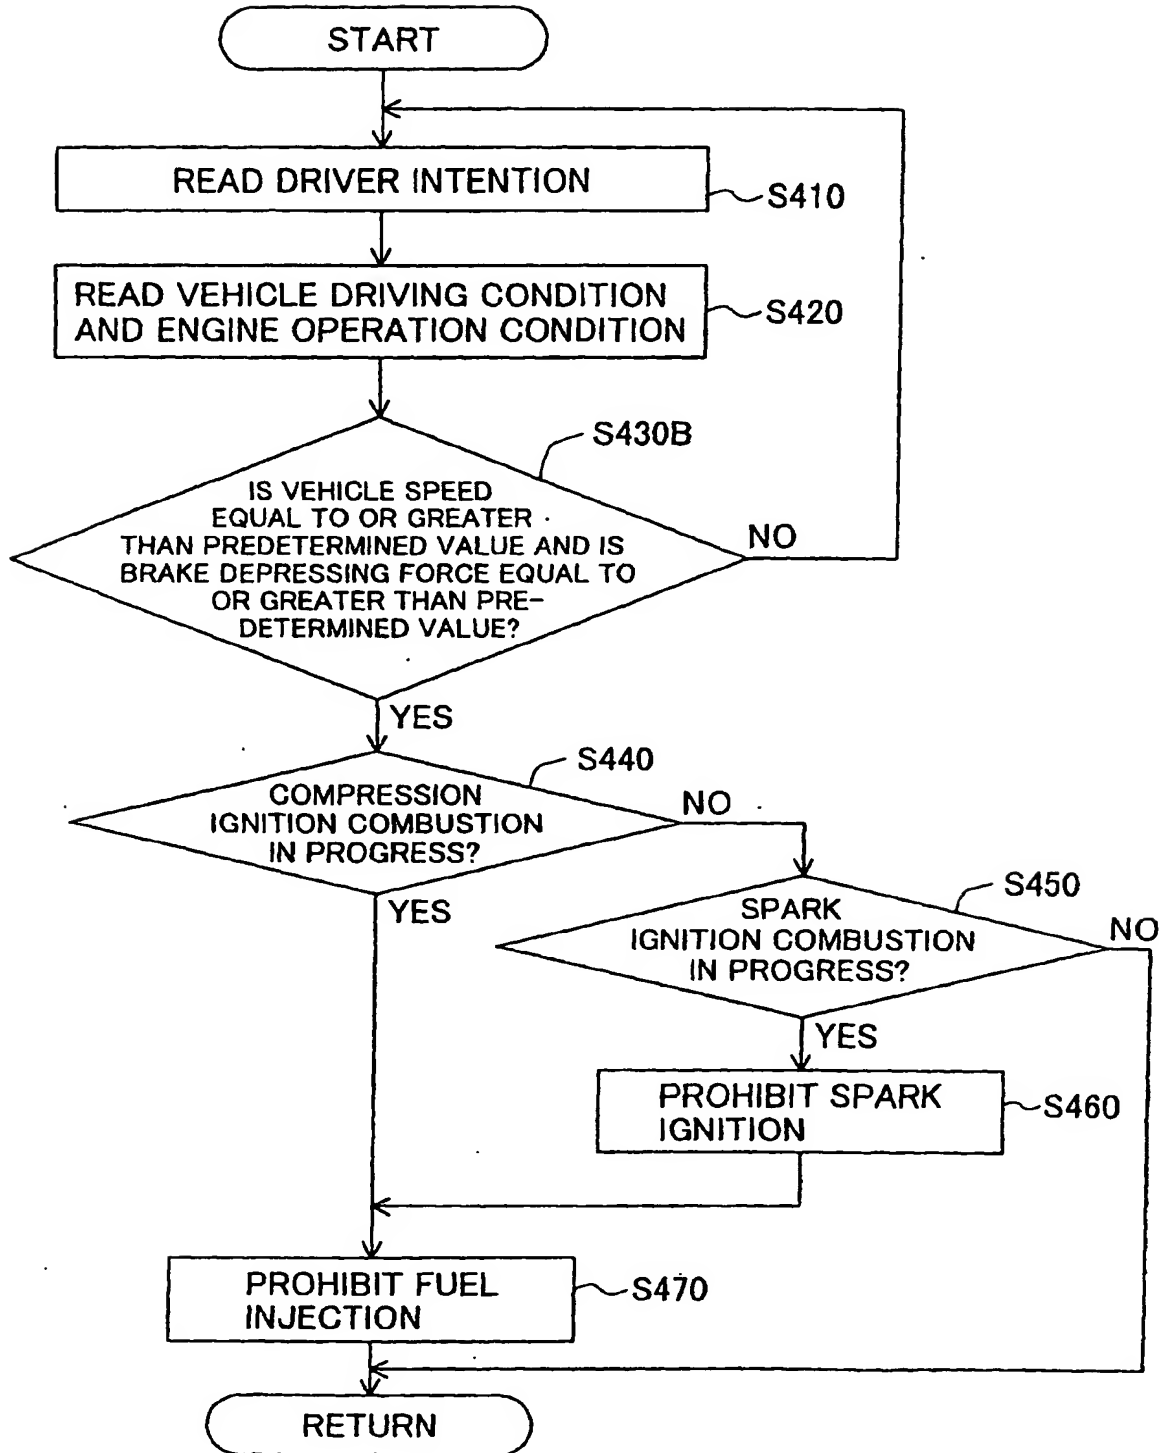 START
READ DRIVER INTENTION
S410
READ VEHICLE DRIVING CONDITION
AND ENGINE OPERATION CONDITION
S420
S430B
IS VEHICLE SPEED
EQUAL TO OR GREATER
THAN PREDETERMINED VALUE AND IS
BRAKE DEPRESSING FORCE EQUAL TO
OR GREATER THAN PRE-
DETERMINED VALUE?
NO
YES
S440
COMPRESSION
IGNITION COMBUSTION
IN PROGRESS?
NO
YES
S450
SPARK
IGNITION COMBUSTION
IN PROGRESS?
NO
YES
PROHIBIT SPARK
IGNITION
S460
PROHIBIT FUEL
INJECTION
S470
RETURN